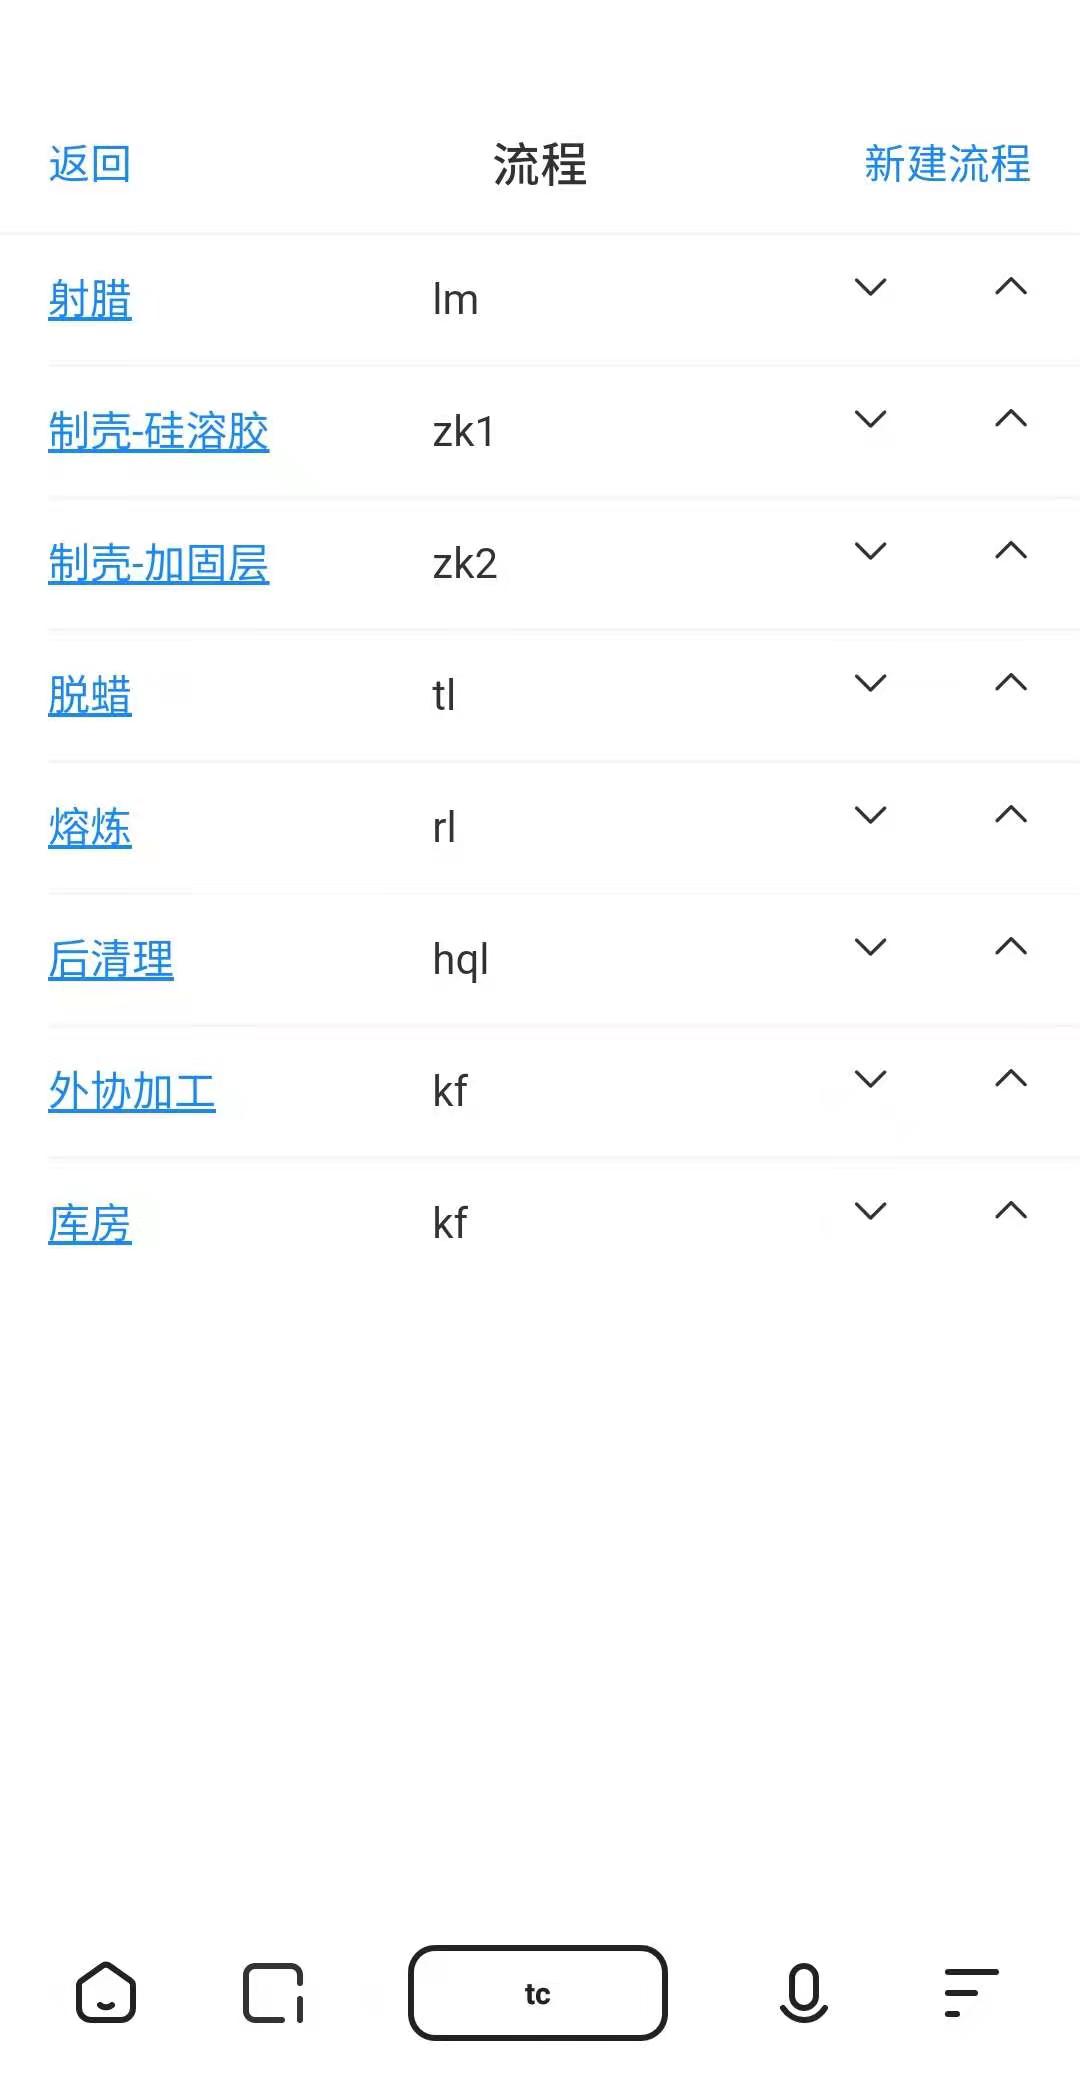 返回 流程 新建流程
射腊 lm
制壳-硅溶胶 zk1
制壳-加固层 zk2
脱蜡 tl
熔炼 rl
后清理 hql
外协加工 kf
库房 kf
tc